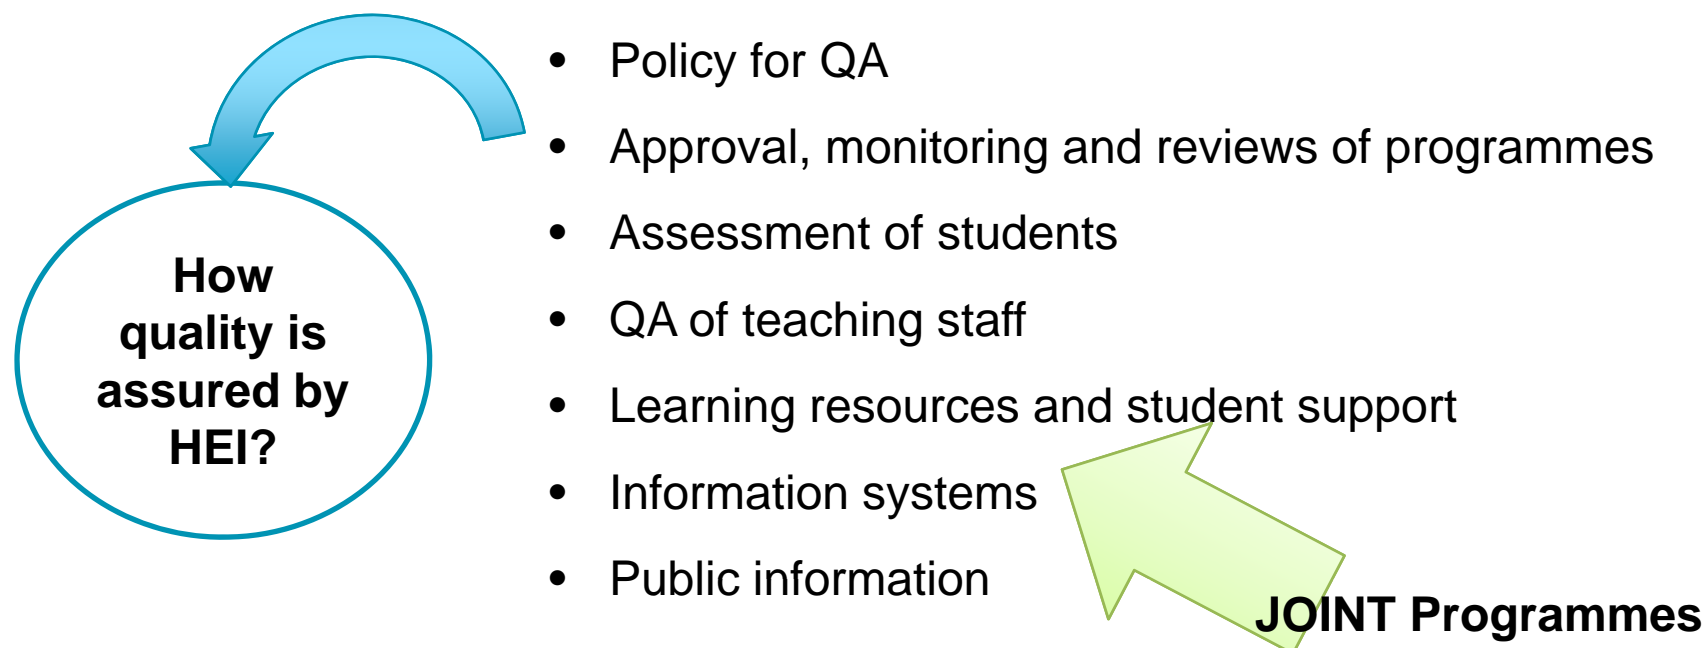 How
quality is
assured by
HEI?
• Policy for QA
• Approval, monitoring and reviews of programmes
• Assessment of students
• QA of teaching staff
• Learning resources and student support
• Information systems
• Public information
JOINT Programmes